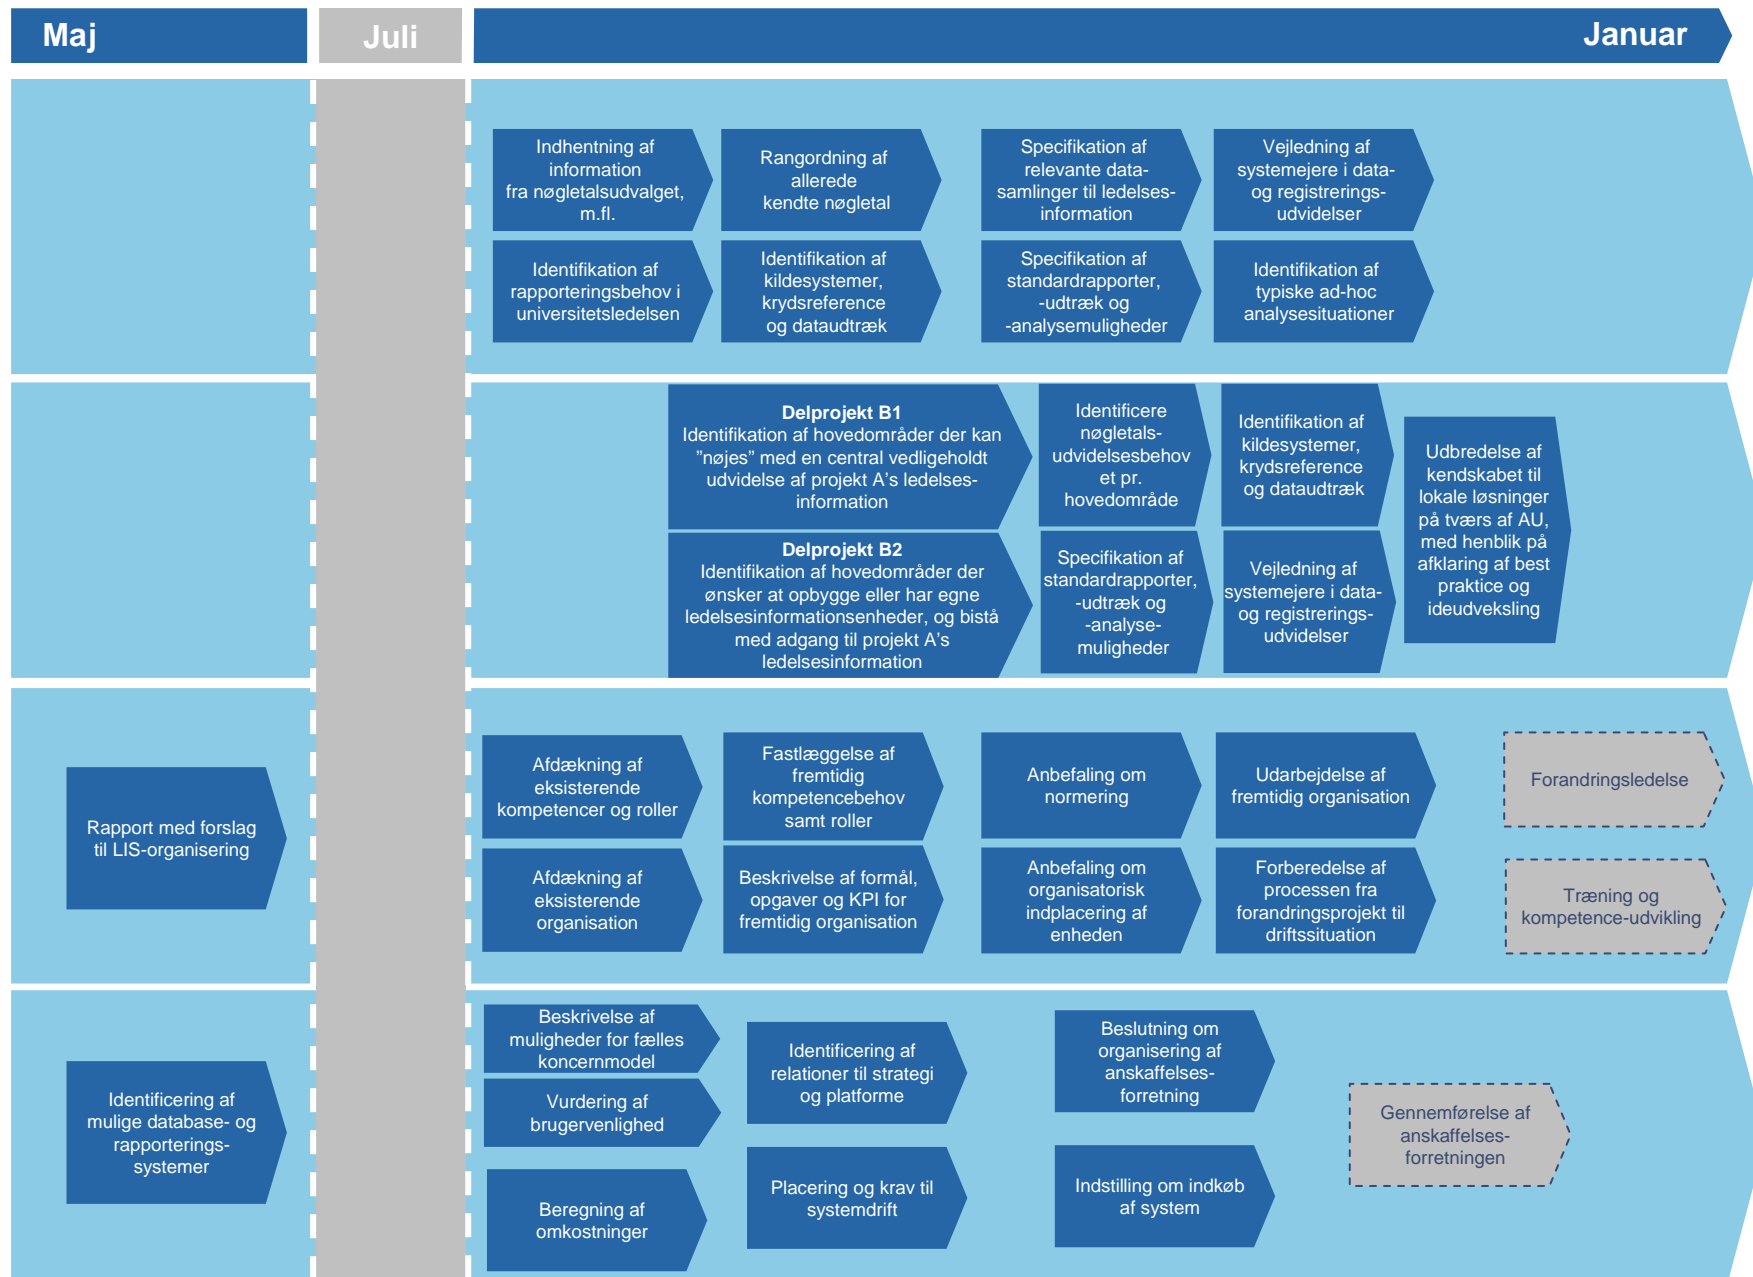 Maj
Juli
Januar
Indhentning af
information
fra nøgletalsudvalget,
m.fl.
Rangordning af
allerede
kendte nøgletal
Specifikation af
relevante data-
samlinger til ledelses-
information
Vejledning af
systemejere i data-
og registrerings-
udvidelser
Identifikation af
rapporteringsbehov i
universitetsledelsen
Identifikation af
kildesystemer,
krydsreference
og dataudtræk
Specifikation af
standardrapporter,
-udtræk og
-analysemuligheder
Identifikation af
typiske ad-hoc
analysesituationer
Delprojekt B1
Identifikation af hovedområder der kan
”nøjes” med en central vedligeholdt
udvidelse af projekt A’s ledelses-
information
Identificere
nøgletals-
udvidelsesbehov
et pr.
hovedområde
Identifikation af
kildesystemer,
krydsreference
og dataudtræk
Udbredelse af
kendskabet til
lokale løsninger
på tværs af AU,
med henblik på
afklaring af best
praktice og
ideudveksling
Delprojekt B2
Identifikation af hovedområder der
ønsker at opbygge eller har egne
ledelsesinformationsenheder, og bistå
med adgang til projekt A’s
ledelsesinformation
Specifikation af
standardrapporter,
-udtræk og
-analyse-
muligheder
Vejledning af
systemejere i data-
og registrerings-
udvidelser
Rapport med forslag
til LIS-organisering
Afdækning af
eksisterende
kompetencer og roller
Fastlæggelse af
fremtidig
kompetencebehov
samt roller
Anbefaling om
normering
Udarbejdelse af
fremtidig organisation
Forandringsledelse
Afdækning af
eksisterende
organisation
Beskrivelse af formål,
opgaver og KPI for
fremtidig organisation
Anbefaling om
organisatorisk
indplacering af
enheden
Forberedelse af
processen fra
forandringsprojekt til
driftssituation
Træning og
kompetence-udvikling
Identificering af
mulige database- og
rapporterings-
systemer
Beskrivelse af
muligheder for fælles
koncernmodel
Vurdering af
brugervenlighed
Beregning af
omkostninger
Identificering af
relationer til strategi
og platforme
Placering og krav til
systemdrift
Beslutning om
organisering af
anskaffelses-
forretning
Indstilling om indkøb
af system
Gennemførelse af
anskaffelses-
forretningen